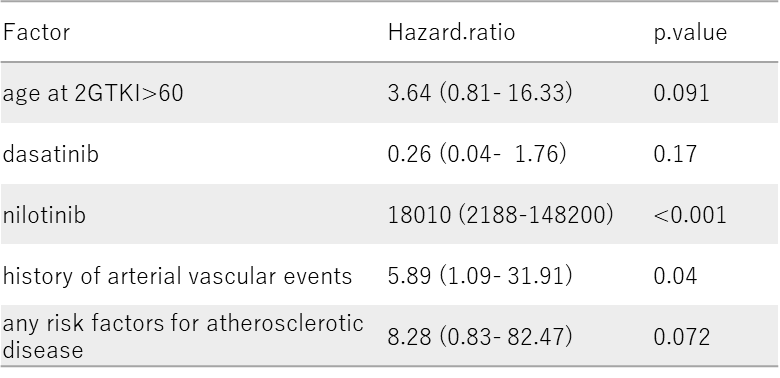 Factor Hazard.ratio p.value
age at 2GTKI>60 3.64 (0.81- 16.33) 0.091
dasatinib 0.26 (0.04-  1.76) 0.17
nilotinib 18010 (2188-148200) <0.001
history of arterial vascular events 5.89 (1.09- 31.91) 0.04
any risk factors for atherosclerotic
disease 8.28 (0.83- 82.47) 0.072